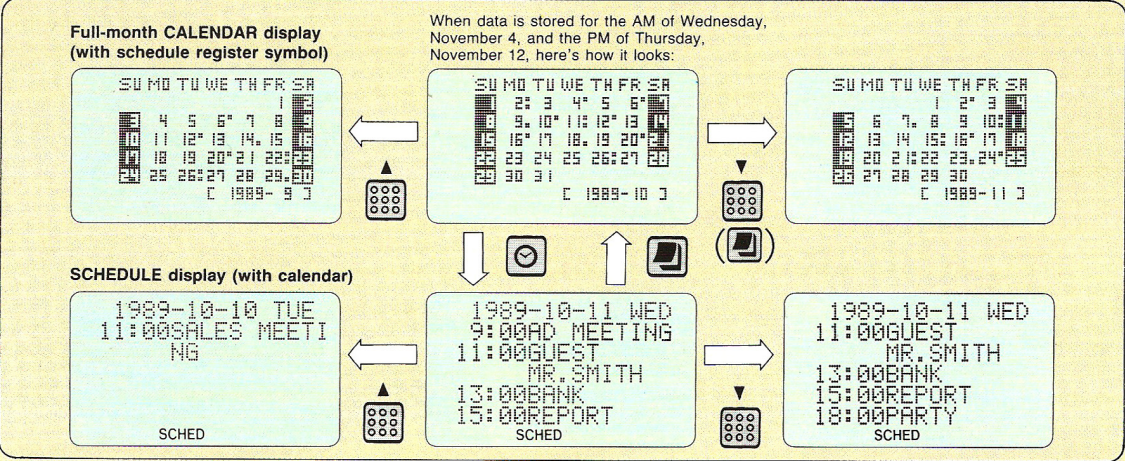 Full-month CALENDAR display
(with schedule register symbol)
When data is stored for the AM of Wednesday,
November 4, and the PM of Thursday,
November 12, here's how it looks:
SU MO TU WE TH FR SA
1 2
3 4 5 6° 7 8 9
10 11 12° 13 14. 15 16
17 18 19 20° 21 22: 23
24 25 26: 27 28 29. 30
[ 1989- 9 ]
SU MO TU WE TH FR SA
1 2: 3 4° 5 6° 7
8 9. 10° 11: 12° 13 14
15 16° 17 18. 19 20° 21
22 23 24 25 26: 27 28
29 30 31
[ 1989-10 ]
SU MO TU WE TH FR SA
1 2° 3 4
5 6 7. 8 9 10: 11
12 13 14 15: 16° 17 18
19 20 21: 22 23. 24° 25
26 27 28 29 30
[ 1989-11 ]
SCHEDULE display (with calendar)
1989-10-10 TUE
11:00SALES MEETI
NG
SCHED
1989-10-11 WED
9:00AD MEETING
11:00GUEST
MR.SMITH
13:00BANK
15:00REPORT
SCHED
1989-10-11 WED
11:00GUEST
MR.SMITH
13:00BANK
15:00REPORT
18:00PARTY
SCHED